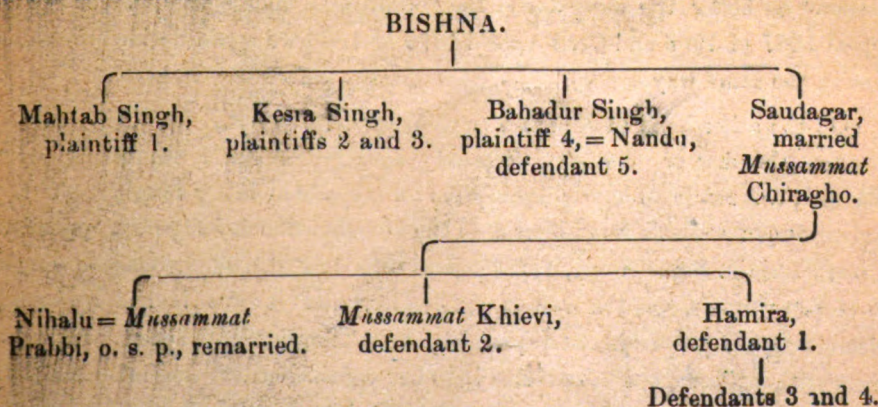 BISHNA.
Mahtab Singh, Kesra Singh, Bahadur Singh, Saudagar,
plaintiff 1. plaintiffs 2 and 3. plaintiff 4, = Nandu, married
defendant 5. Mussammat
Chiragho.
Nihalu = Mussammat Mussammat Khievi, Hamira,
Prabbi, o. s. p., remarried. defendant 2. defendant 1.
Defendants 3 and 4.